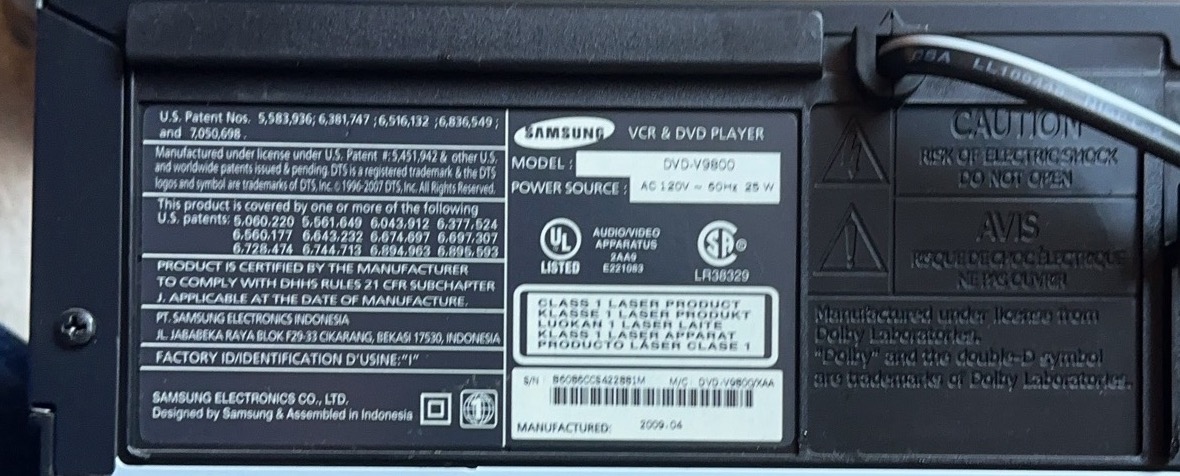 U.S. Patent Nos. 5,583,936; 6,381,747 ;6,516,132 ;6,836,549 ;
and 7,050,698 .
Manufactured under license under U.S. Patent #:5,451,942 & other U.S.
and worldwide patents issued & pending. DTS is a registered trademark & the DTS
logos and symbol are trademarks of DTS, Inc. © 1996-2007 DTS, Inc. All Rights Reserved.
This product is covered by one or more of the following
U.S. patents: 5,060,220 5,561,649 6,043,912 6,377,524
6,560,177 6,643,232 6,674,697 6,697,307
6,728,474 6,744,713 6,894,963 6,895,593
PRODUCT IS CERTIFIED BY THE MANUFACTURER
TO COMPLY WITH DHHS RULES 21 CFR SUBCHAPTER
J. APPLICABLE AT THE DATE OF MANUFACTURE.
PT. SAMSUNG ELECTRONICS INDONESIA
JL. JABABEKA RAYA BLOK F29-33 CIKARANG, BEKASI 17530, INDONESIA
FACTORY ID/IDENTIFICATION D'USINE:"I"
SAMSUNG ELECTRONICS CO., LTD.
Designed by Samsung & Assembled in Indonesia
1
SAMSUNG VCR & DVD PLAYER
MODEL : DVD-V9800
POWER SOURCE : AC 120V ~ 60Hz 25 W
UL
LISTED
AUDIO/VIDEO
APPARATUS
2AA9
E221083
SA
LR38329
CLASS 1 LASER PRODUCT
KLASSE 1 LASER PRODUKT
LUOKAN 1 LASER LAITE
KLASS 1 LASER APPARAT
PRODUCTO LÁSER CLASE 1
S/N M/C DVD-V9800/XAA
MANUFACTURED: 2009.04
CAUTION
RISK OF ELECTRIC SHOCK
DO NOT OPEN
AVIS
RISQUE DE CHOC ÉLECTRIQUE
NE PAS OUVRIR
Manufactured under license from
Dolby Laboratories.
"Dolby" and the double-D symbol
are trademarks of Dolby Laboratories.